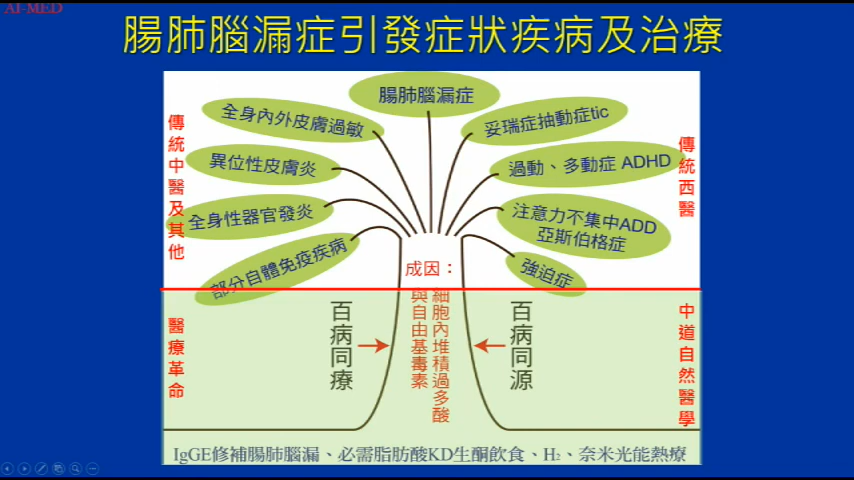 AI-MED
腸肺腦漏症引發症狀疾病及治療
腸肺腦漏症
全身內外皮膚過敏
妥瑞症抽動症tic
異位性皮膚炎
過動、多動症 ADHD
全身性器官發炎
注意力不集中ADD
亞斯伯格症
部分自體免疫疾病
強迫症
傳統中醫及其他
傳統西醫
成因：
細胞內堆積過多酸
與自由基毒素
百病同療
百病同源
醫療革命
中道自然醫學
IgGE修補腸肺腦漏、必需脂肪酸KD生酮飲食、H₂、奈米光能熱療